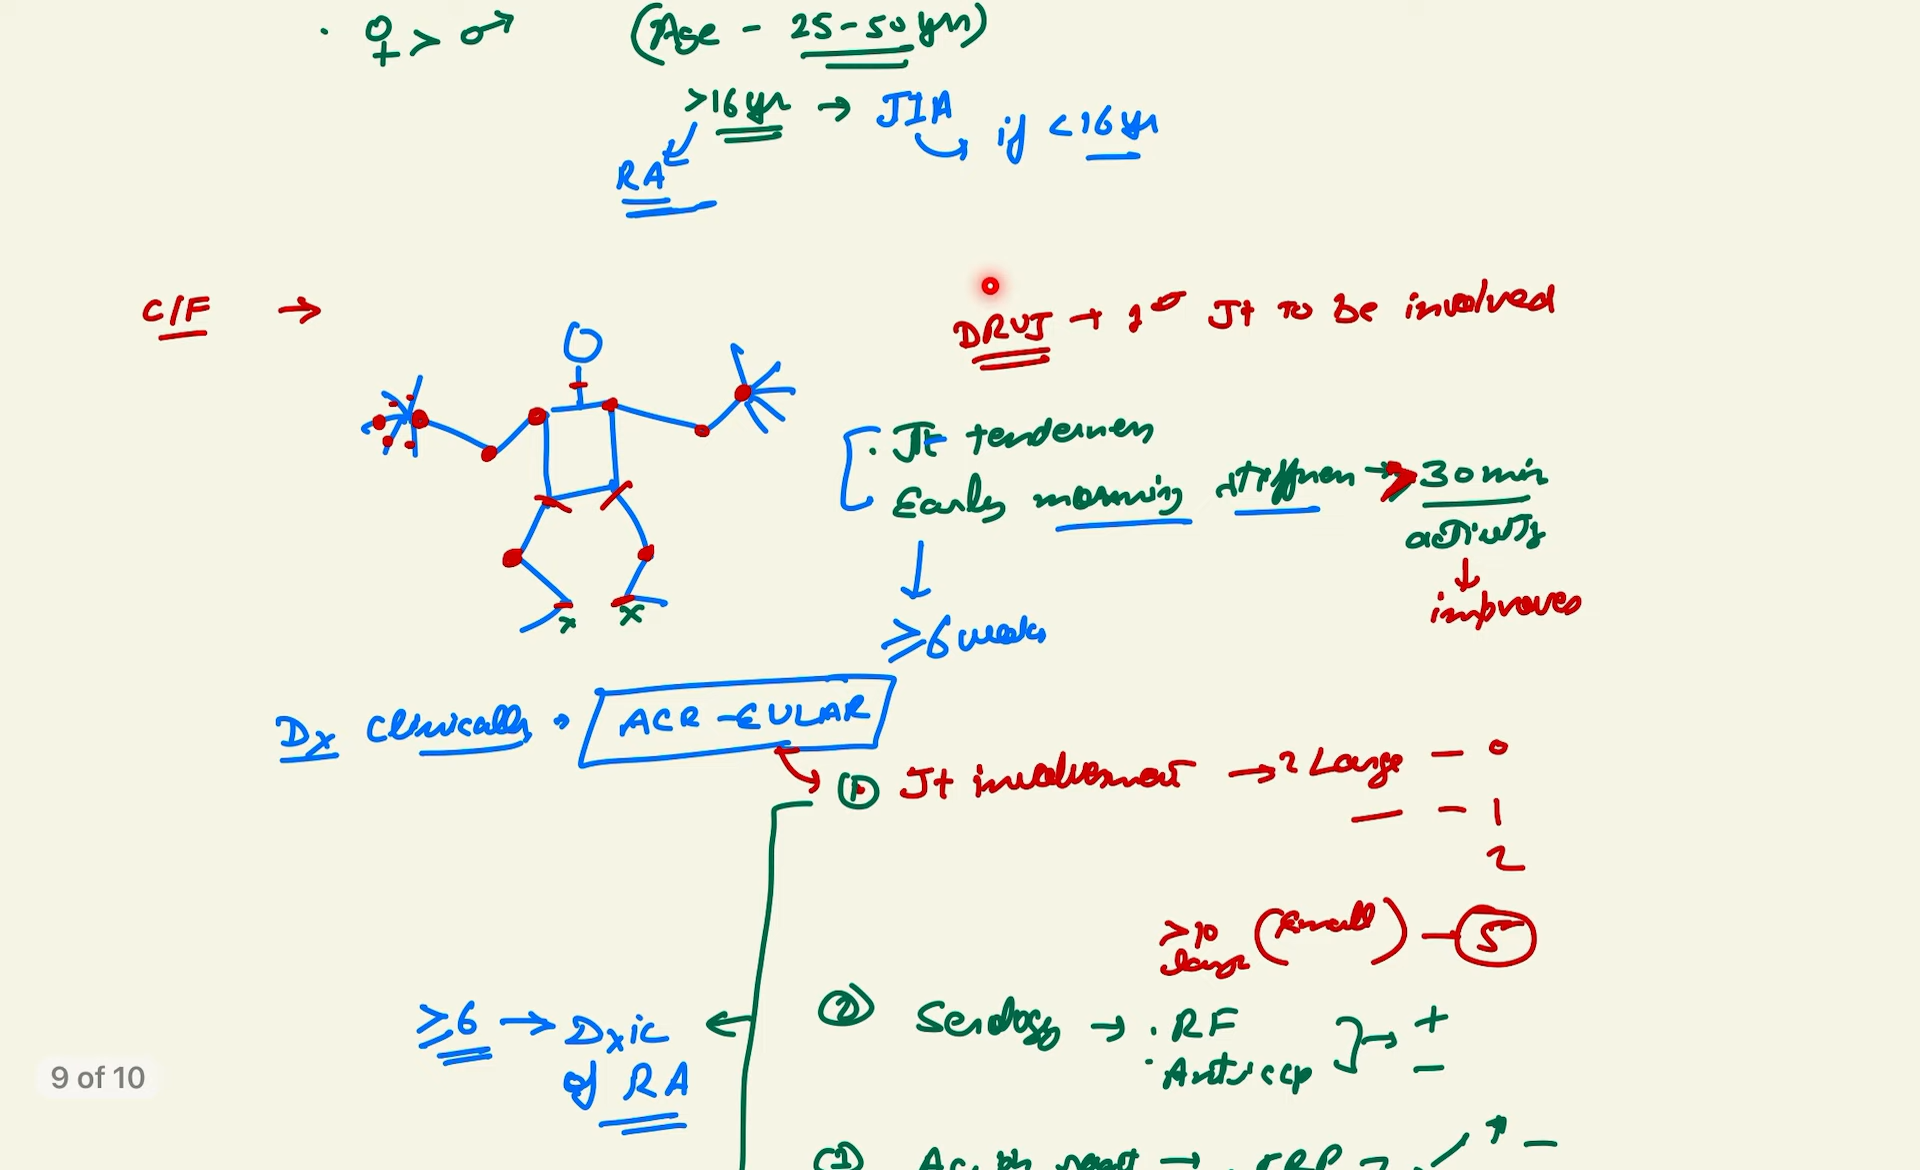 · ♀ > ♂ (Age - 25-50 yrs)
>16 yr → JIA if <16 yr
RA
C/F →
DRUJ → 1st Jt to be involved
· Jt tenderness
Early morning stiffness → > 30 min
activity
↓
improves
↓
≥6 weeks
Dx Clinically → ACR-EULAR
① Jt involvement → 2 Large — 0
— — 1
2
>10 (small) — 5
large
② Serology → · RF + 
· Anti ccp −
≥6 → Dxic
of RA
9 of 10